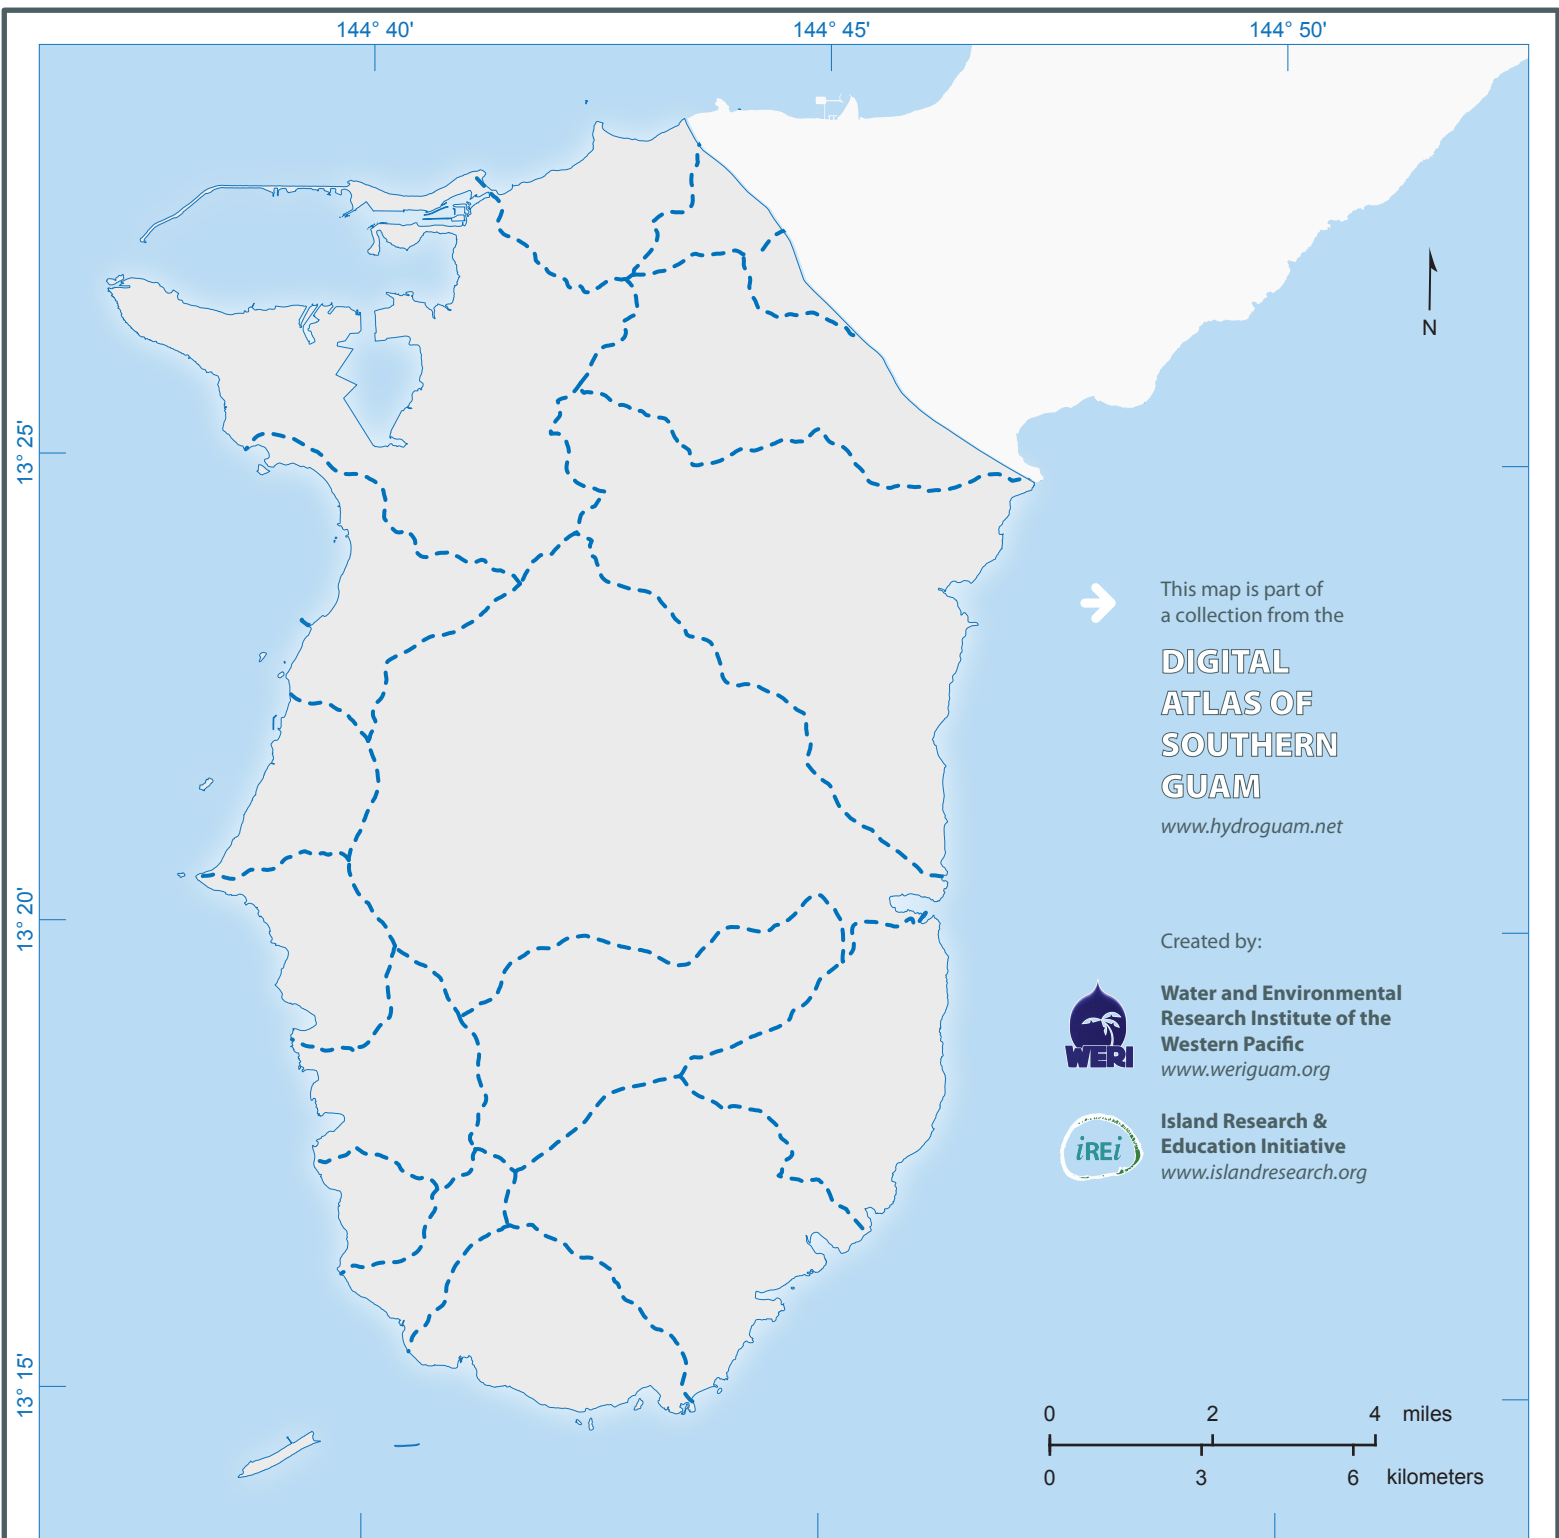 144° 40'
144° 45'
144° 50'
13° 25'
13° 20'
13° 15'
N
This map is part of
a collection from the
DIGITAL
ATLAS OF
SOUTHERN
GUAM
www.hydroguam.net
Created by:
WERI
Water and Environmental
Research Institute of the
Western Pacific
www.weriguam.org
iREi
Island Research &
Education Initiative
www.islandresearch.org
0 2 4 miles
0 3 6 kilometers